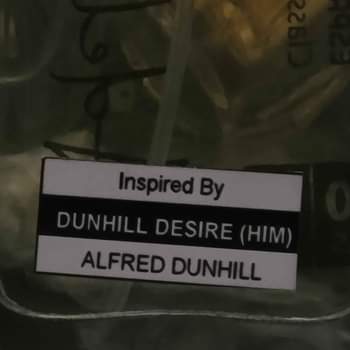 Inspired By
DUNHILL DESIRE (HIM)
ALFRED DUNHILL